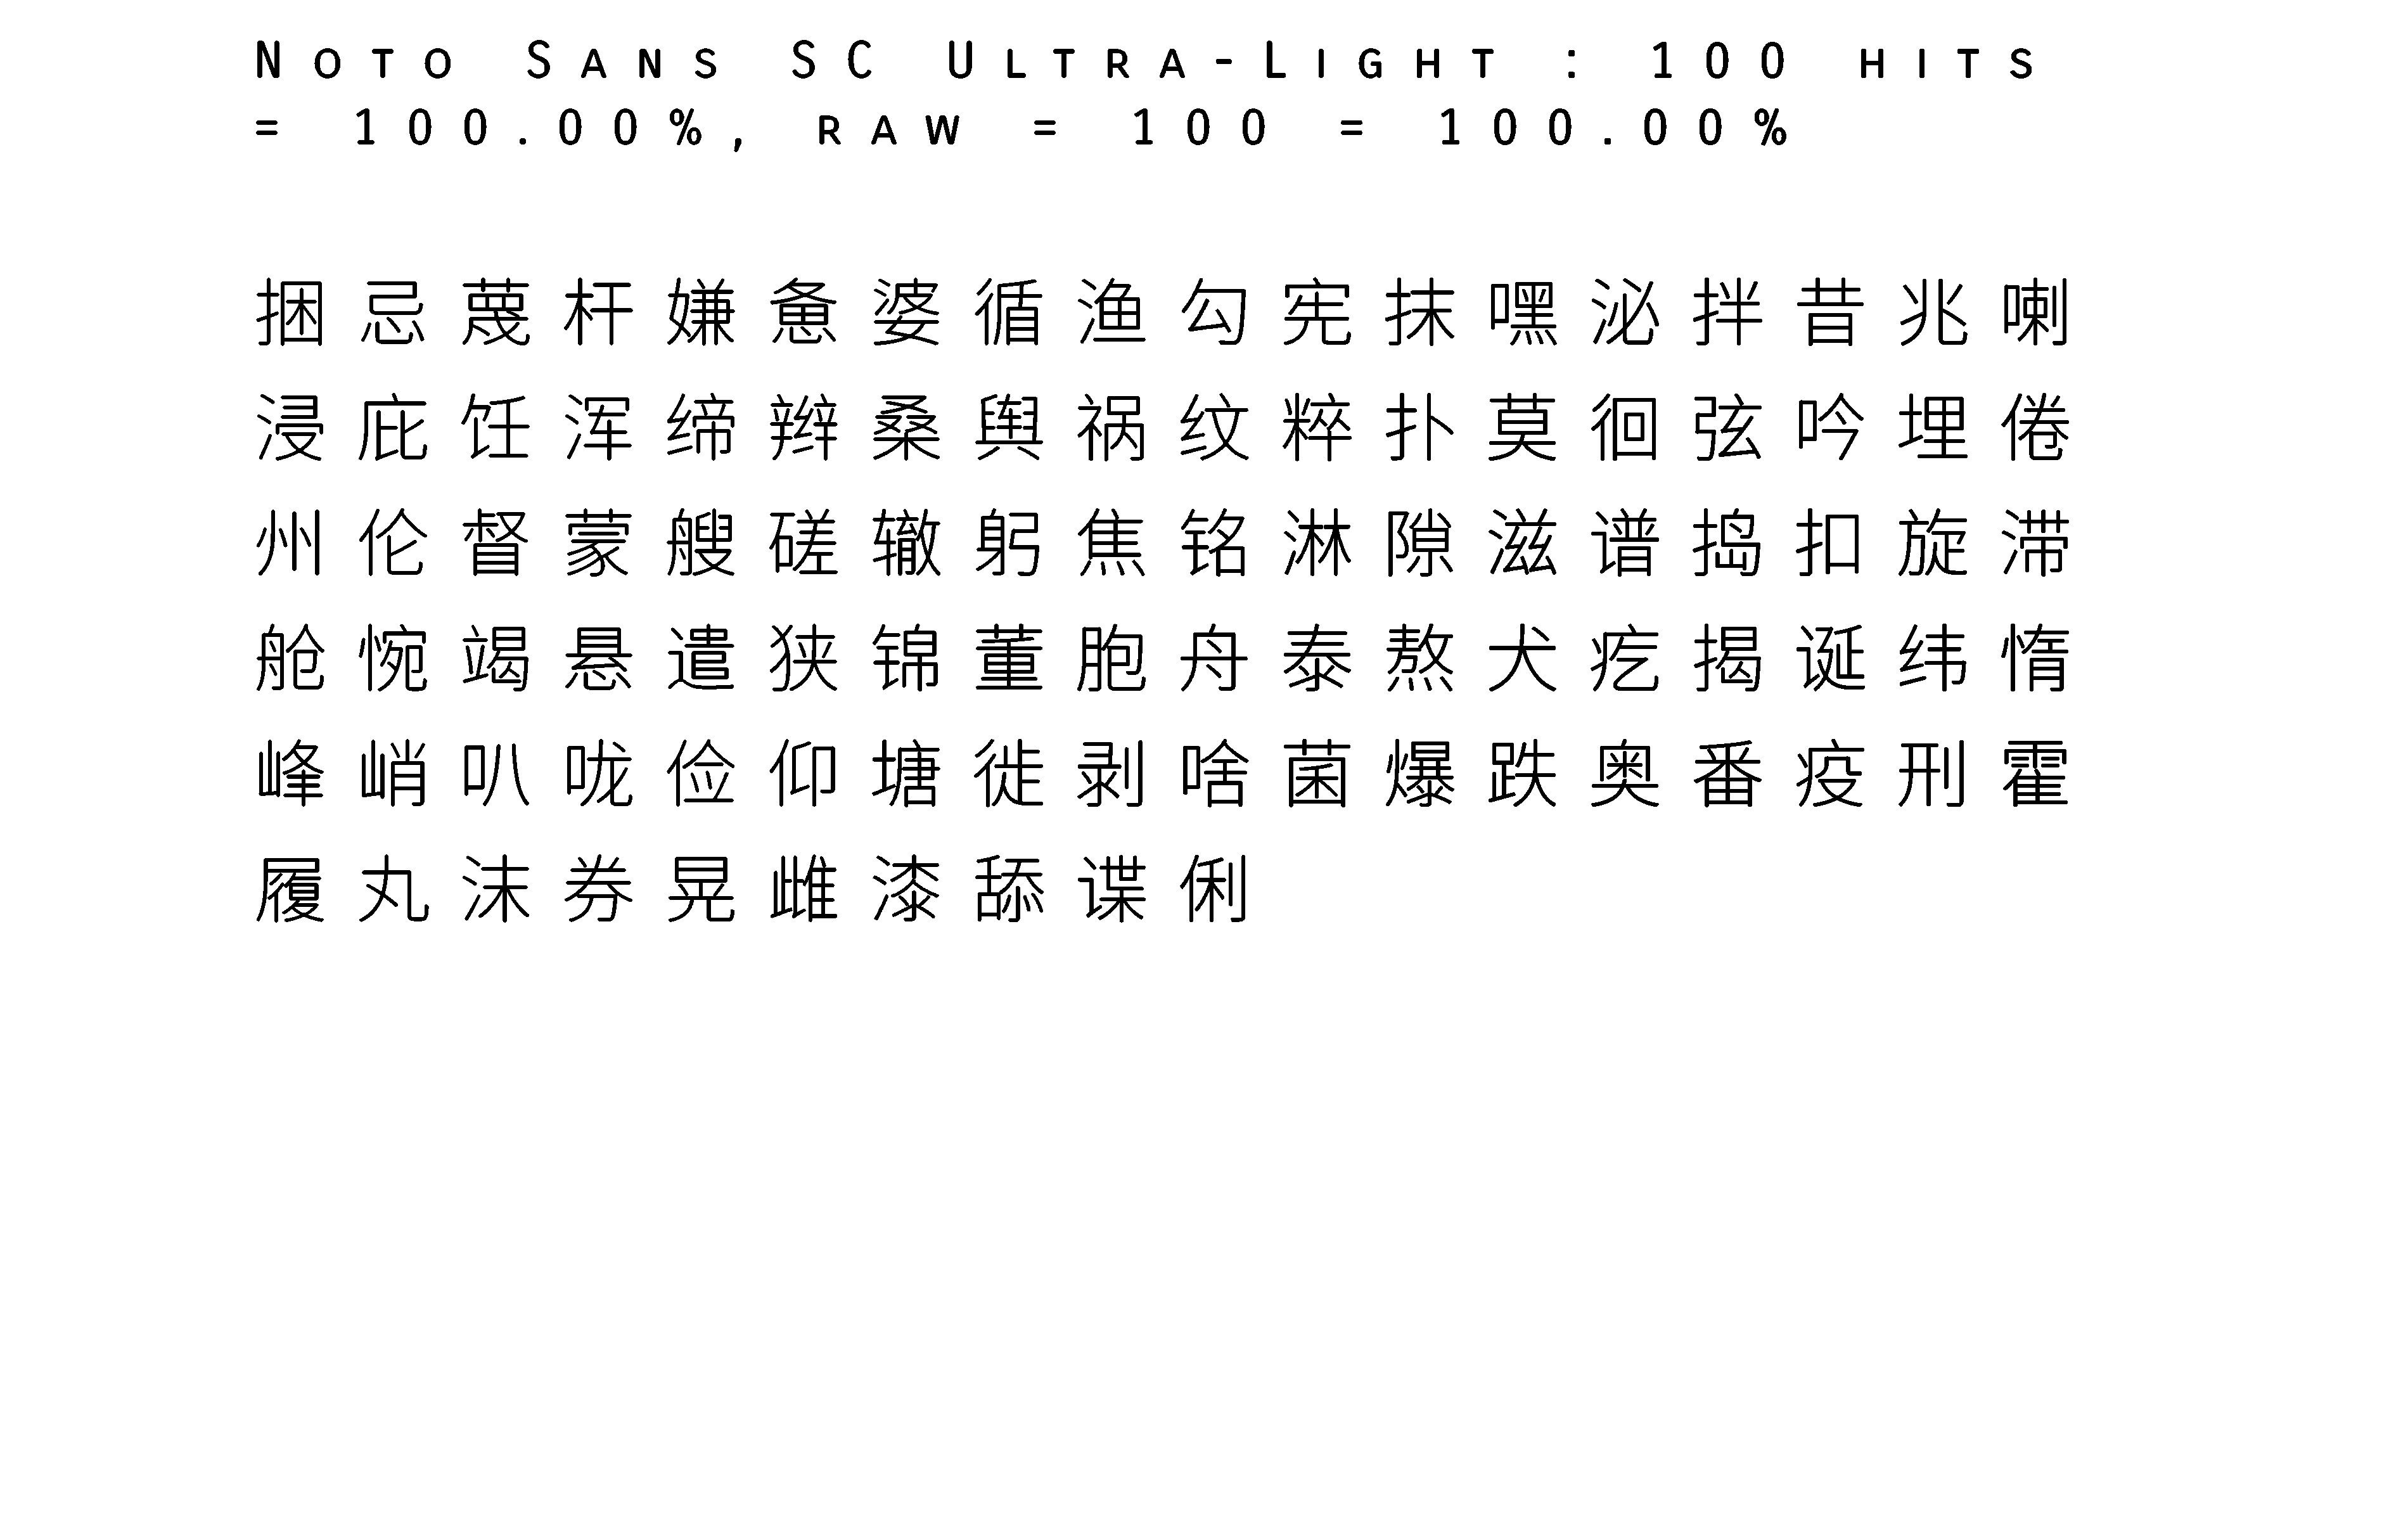 Noto Sans SC Ultra-Light : 100 hits
= 100.00%, raw = 100 = 100.00%
捆忌蔑杆嫌惫婆循渔勾宪抹嘿泌拌昔兆喇
浸庇饪浑缔辫桑舆祸纹粹扑莫徊弦吟埋倦
州伦督蒙艘磋辙躬焦铭淋隙滋谱捣扣旋滞
舱惋竭悬遣狭锦董胞舟泰熬犬疙揭诞纬惰
峰峭叭咙俭仰塘徙剥啥菌爆跌奥番疫刑霍
履丸沫券晃雌漆舔谍俐